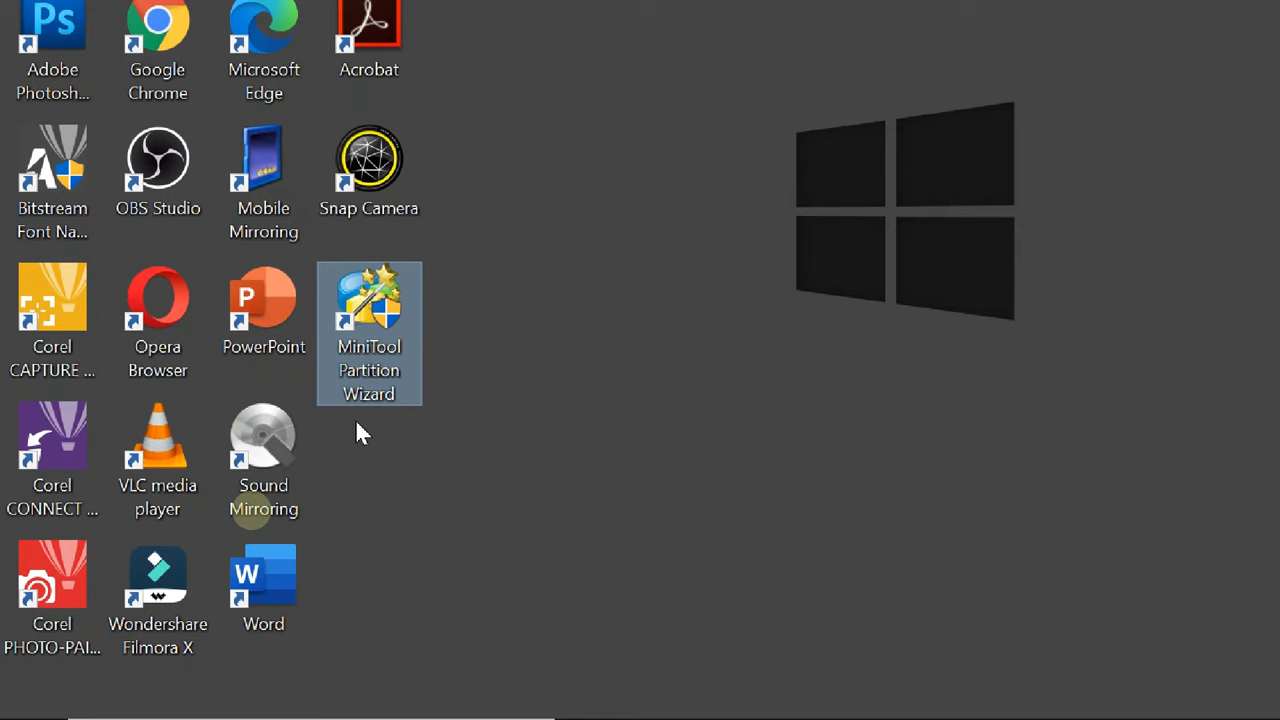 Ps
Adobe
Photosh...
Google
Chrome
Microsoft
Edge
Acrobat
Bitstream
Font Na...
OBS Studio
Mobile
Mirroring
Snap Camera
Corel
CAPTURE ...
Opera
Browser
P
PowerPoint
MiniTool
Partition
Wizard
Corel
CONNECT ...
VLC media
player
Sound
Mirroring
Corel
PHOTO-PAI...
Wondershare
Filmora X
W
Word